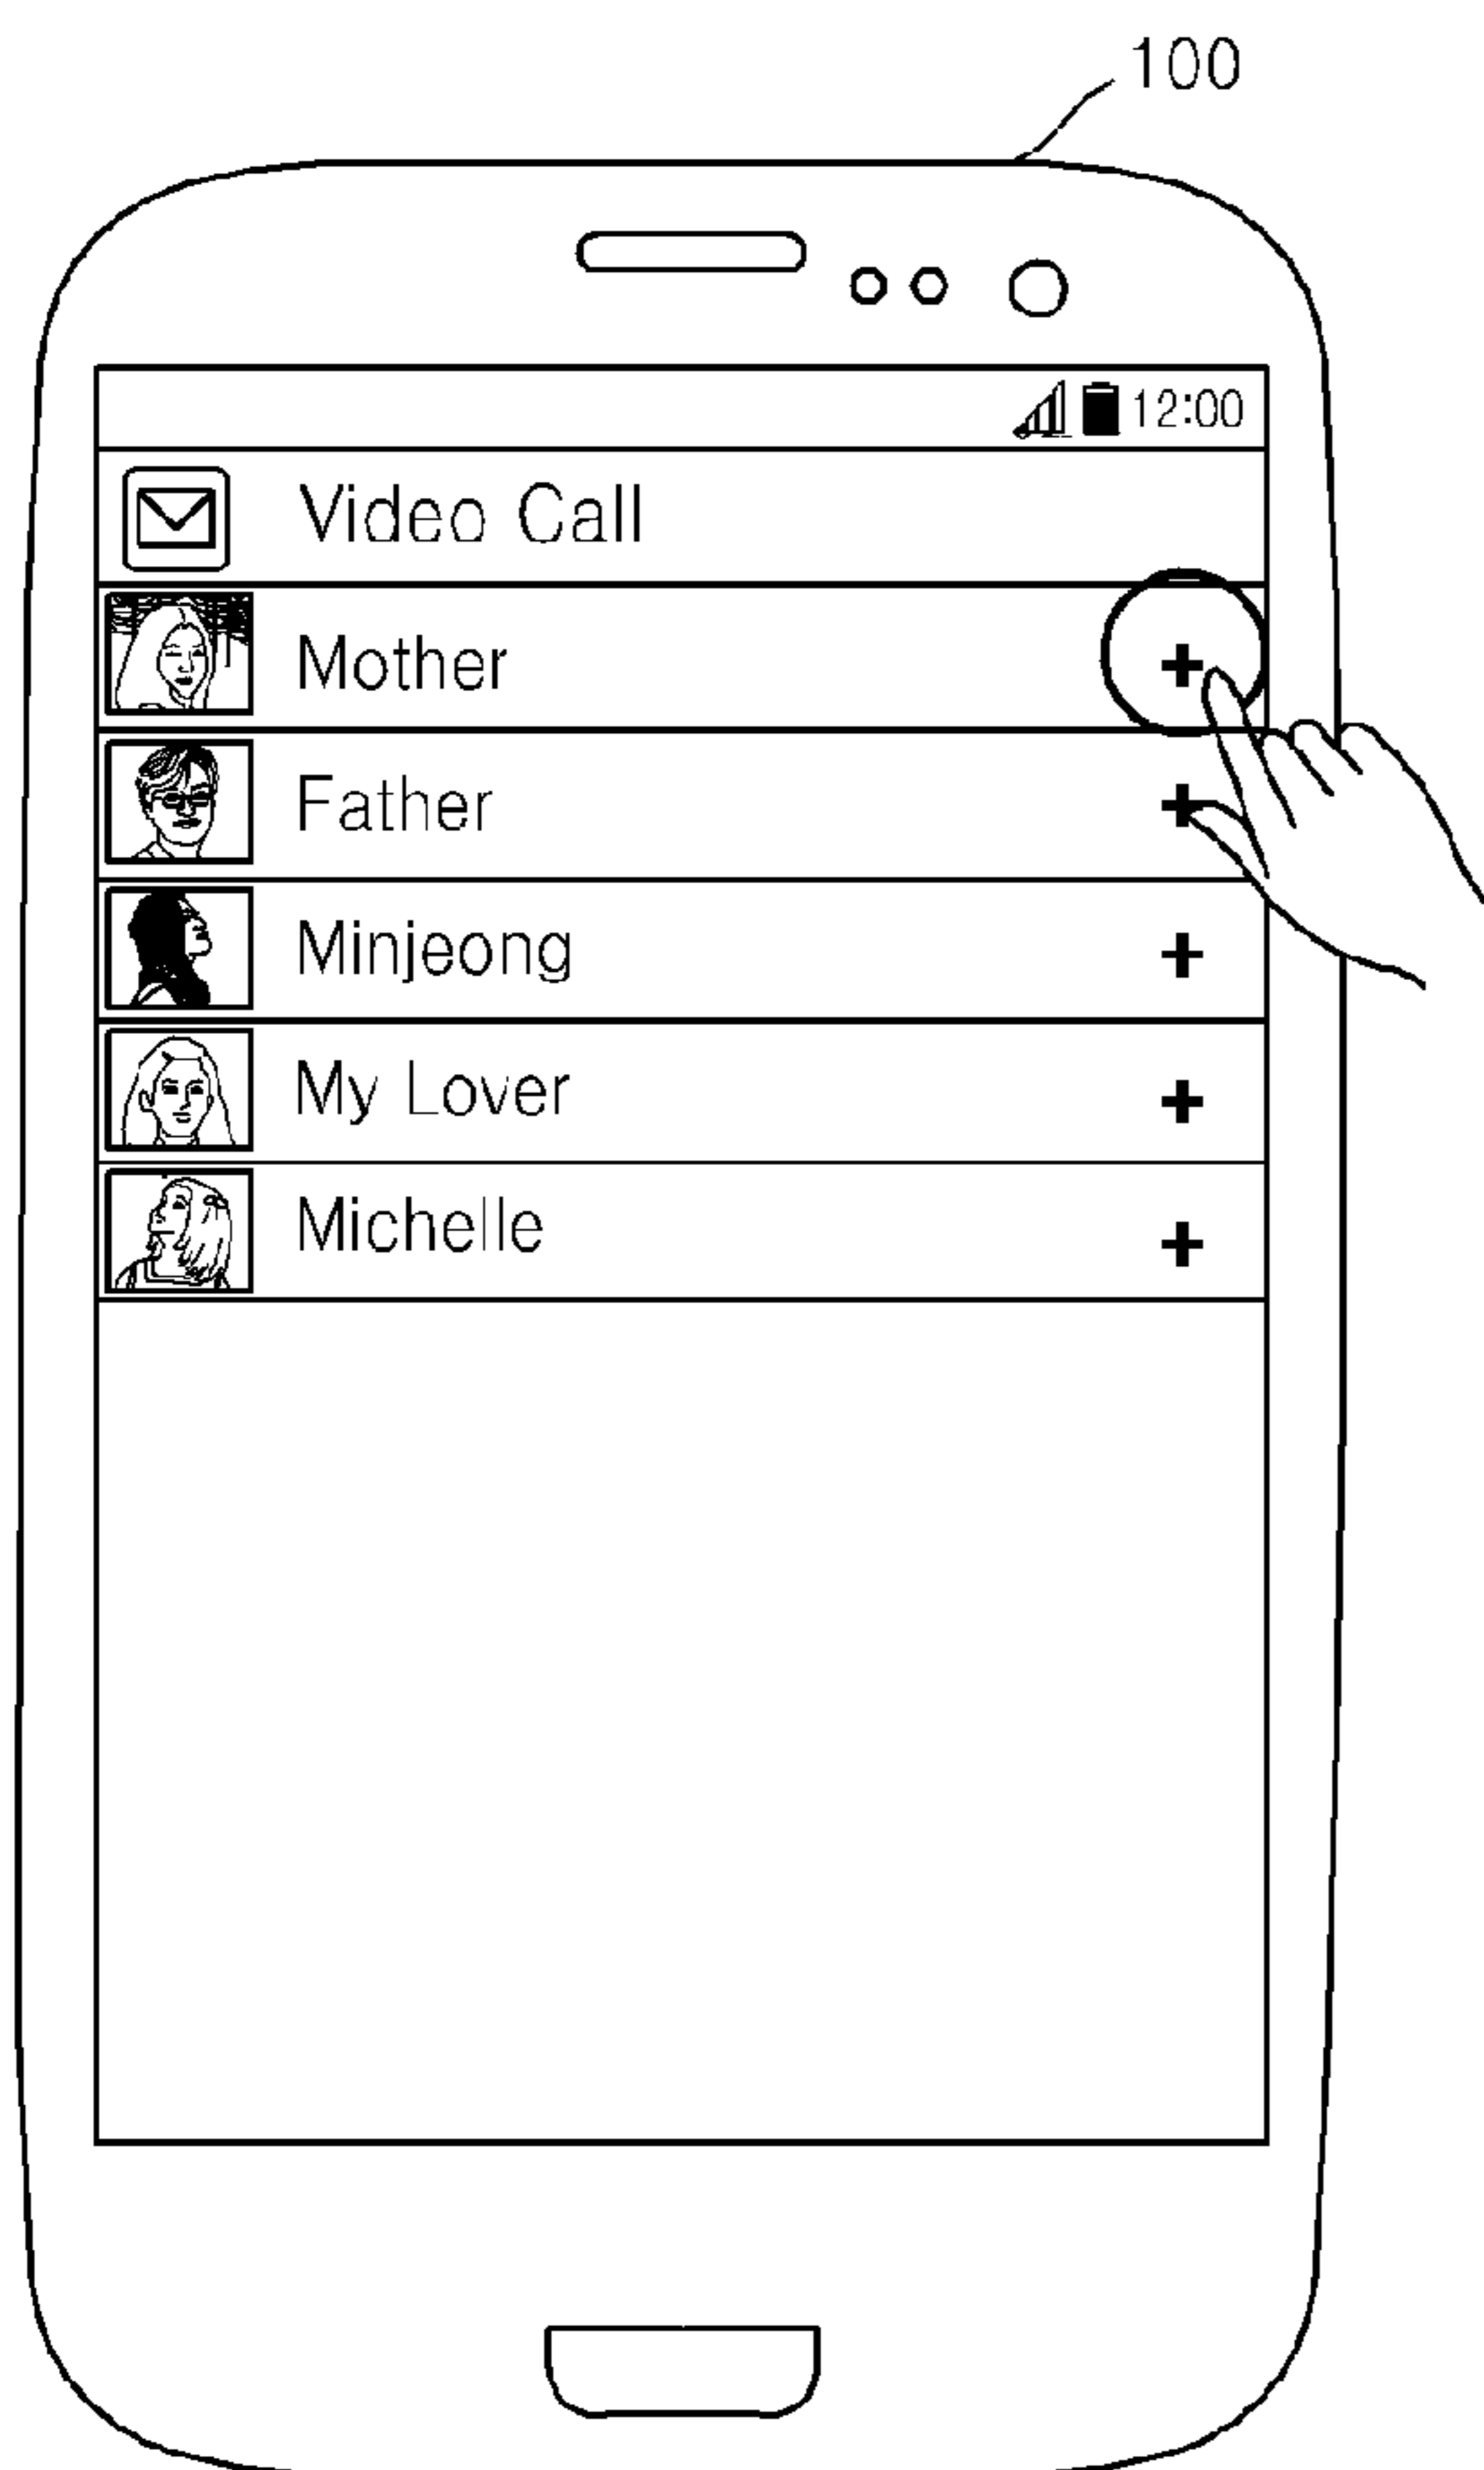 100
12:00
Video Call
Mother +
Father +
Minjeong +
My Lover +
Michelle +